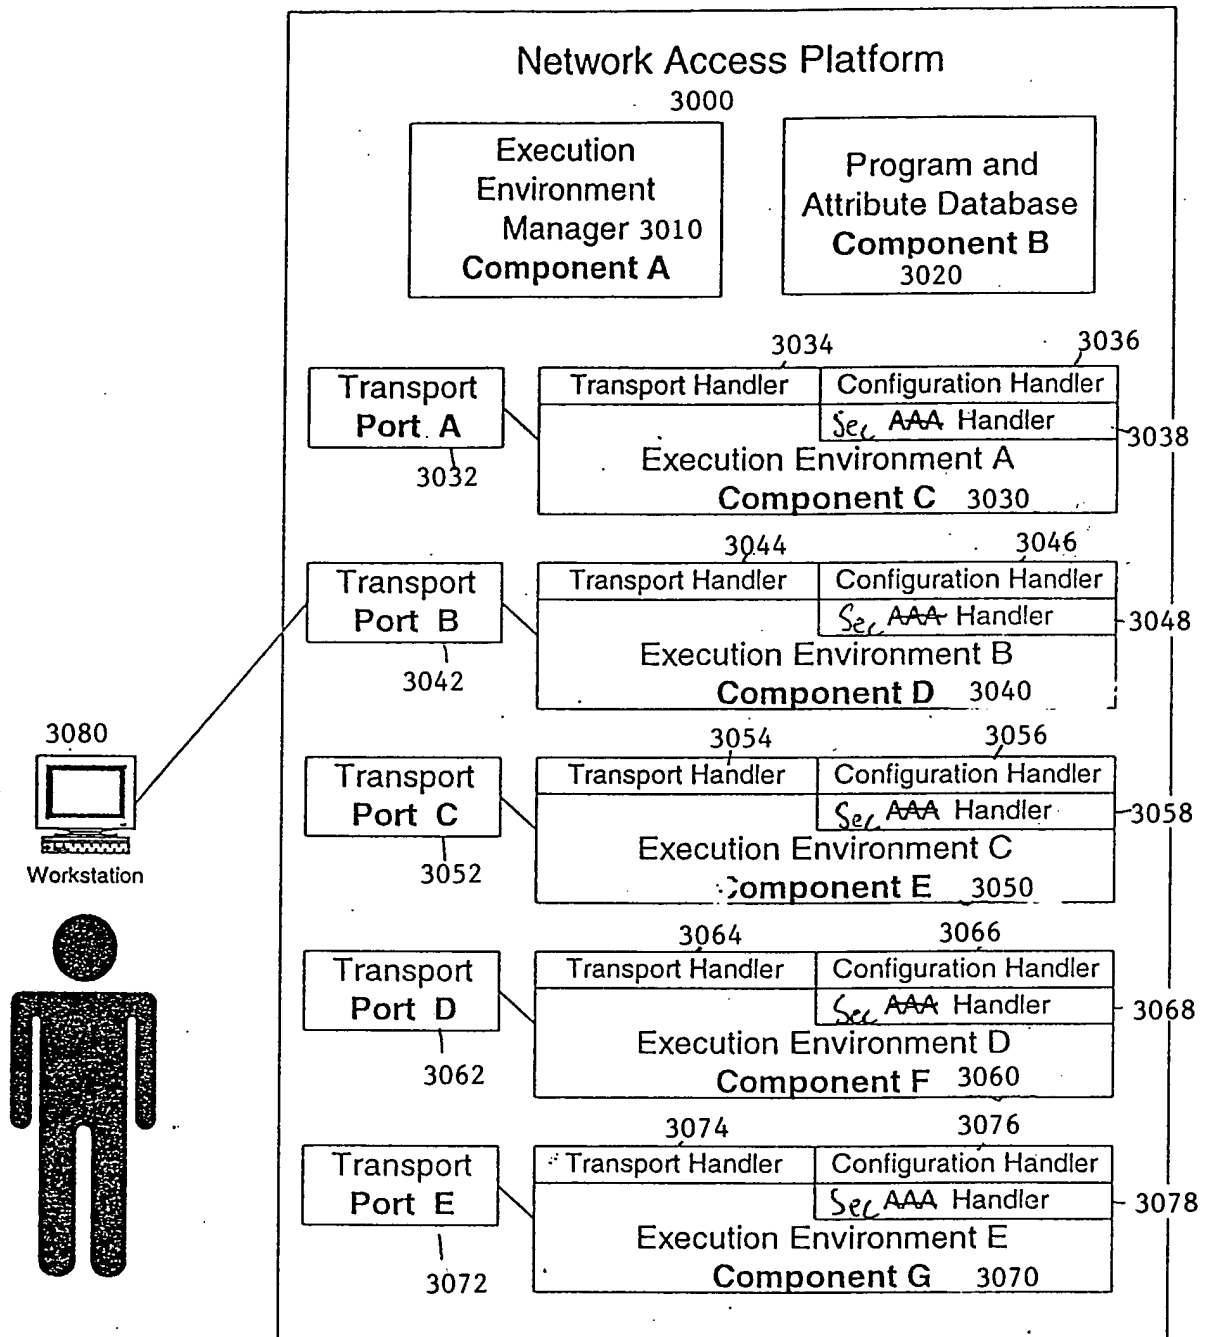 Network Access Platform
3000
Execution
Environment
Manager 3010
Component A
Program and
Attribute Database
Component B
3020
3034
3036
Transport
Port A
3032
Transport Handler
Configuration Handler
Sec AAA Handler
3038
Execution Environment A
Component C 3030
3044
3046
Transport
Port B
3042
Transport Handler
Configuration Handler
Sec AAA Handler
3048
Execution Environment B
Component D 3040
3080
Workstation
3054
3056
Transport
Port C
3052
Transport Handler
Configuration Handler
Sec AAA Handler
3058
Execution Environment C
Component E 3050
3064
3066
Transport
Port D
3062
Transport Handler
Configuration Handler
Sec AAA Handler
3068
Execution Environment D
Component F 3060
3074
3076
Transport
Port E
3072
Transport Handler
Configuration Handler
Sec AAA Handler
3078
Execution Environment E
Component G 3070